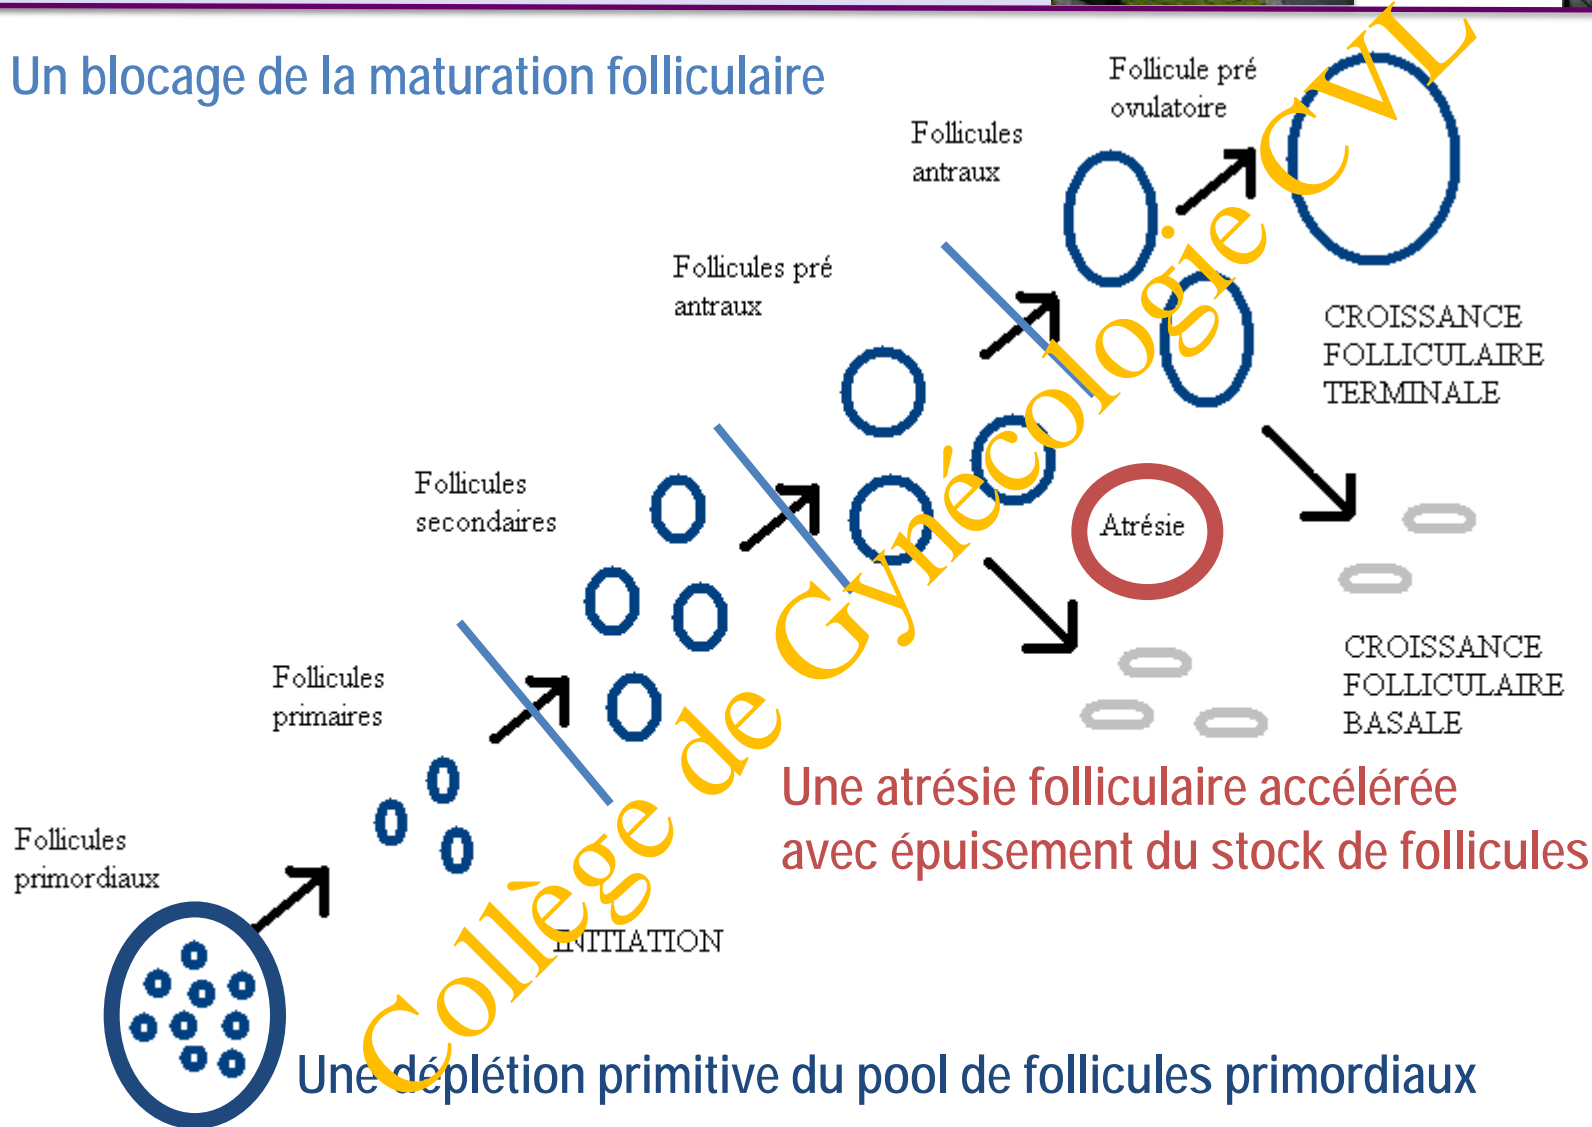 Un blocage de la maturation folliculaire
Follicule pré
ovulatoire
Follicules
antraux
Follicules pré
antraux
CROISSANCE
FOLLICULAIRE
TERMINALE
Follicules
secondaires
Atrésie
CROISSANCE
FOLLICULAIRE
BASALE
Follicules
primaires
Une atrésie folliculaire accélérée
avec épuisement du stock de follicules
Follicules
primordiaux
INITIATION
Une déplétion primitive du pool de follicules primordiaux
Collège de Gynécologie CVL